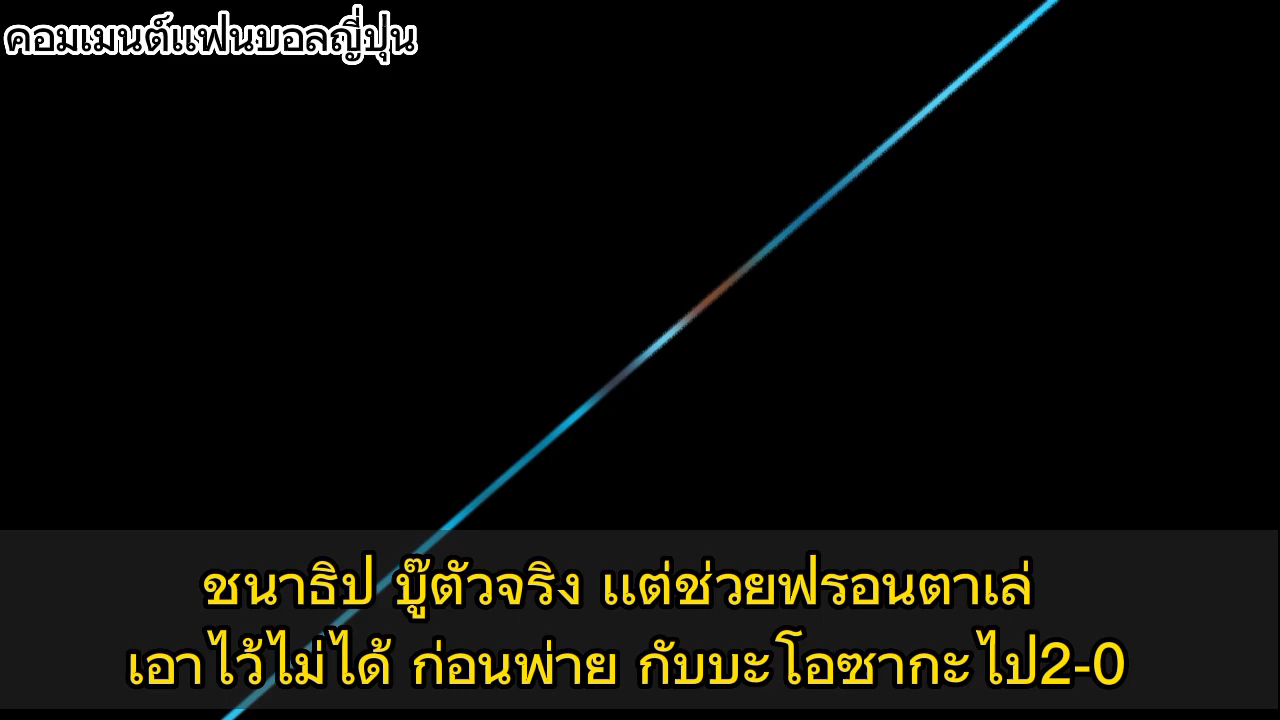 คอมเมนต์แฟนบอลญี่ปุ่น
ชนาธิป บู๊ตัวจริง แต่ช่วยฟรอนตาเล่
เอาไว้ไม่ได้ ก่อนพ่าย กับบะโอซากะไป2-0